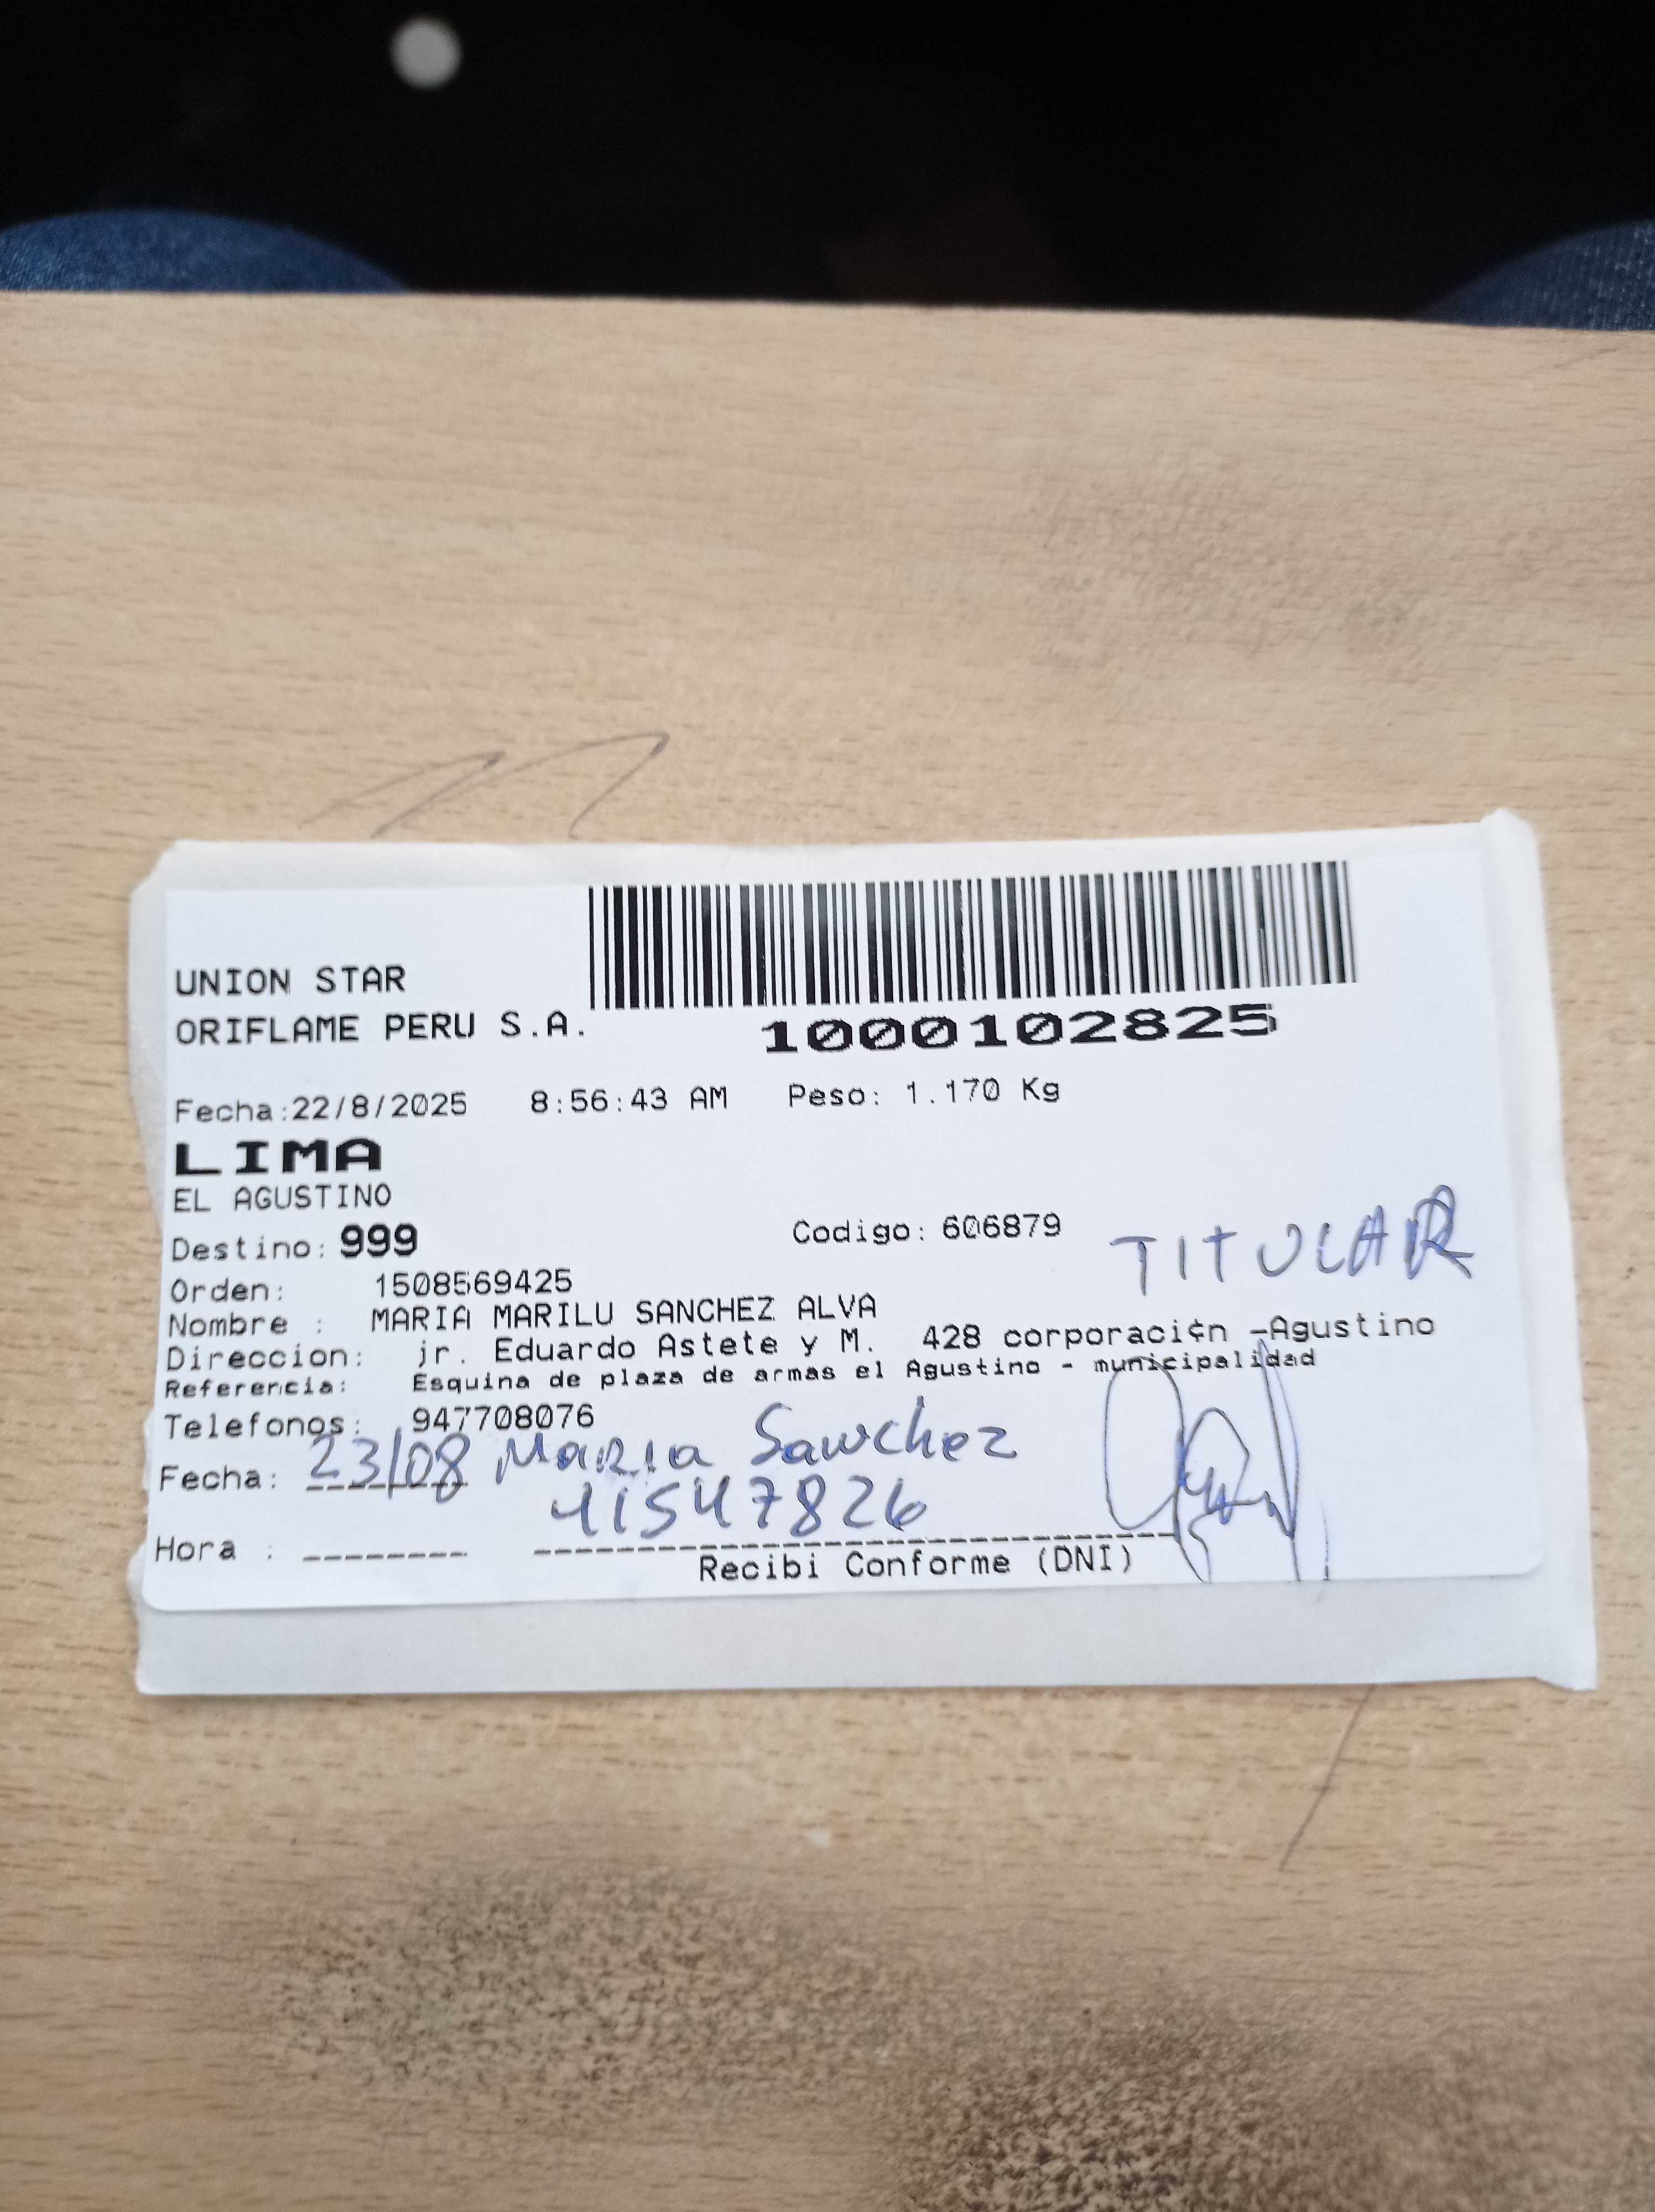 UNION STAR
ORIFLAME PERU S.A.
1000102825
Fecha:22/8/2025 8:56:43 AM Peso: 1.170 Kg
LIMA
EL AGUSTINO
Destino: 999 Codigo: 606879 TITULAR
Orden: 1508569425
Nombre : MARIA MARILU SANCHEZ ALVA
Direccion: jr. Eduardo Astete y M. 428 corporaci¢n -Agustino
Referencia: Esquina de plaza de armas el Agustino - municipalidad
Telefonos: 947708076
Fecha: 23/08 Maria Sanchez
41547826
Hora :
Recibi Conforme (DNI)